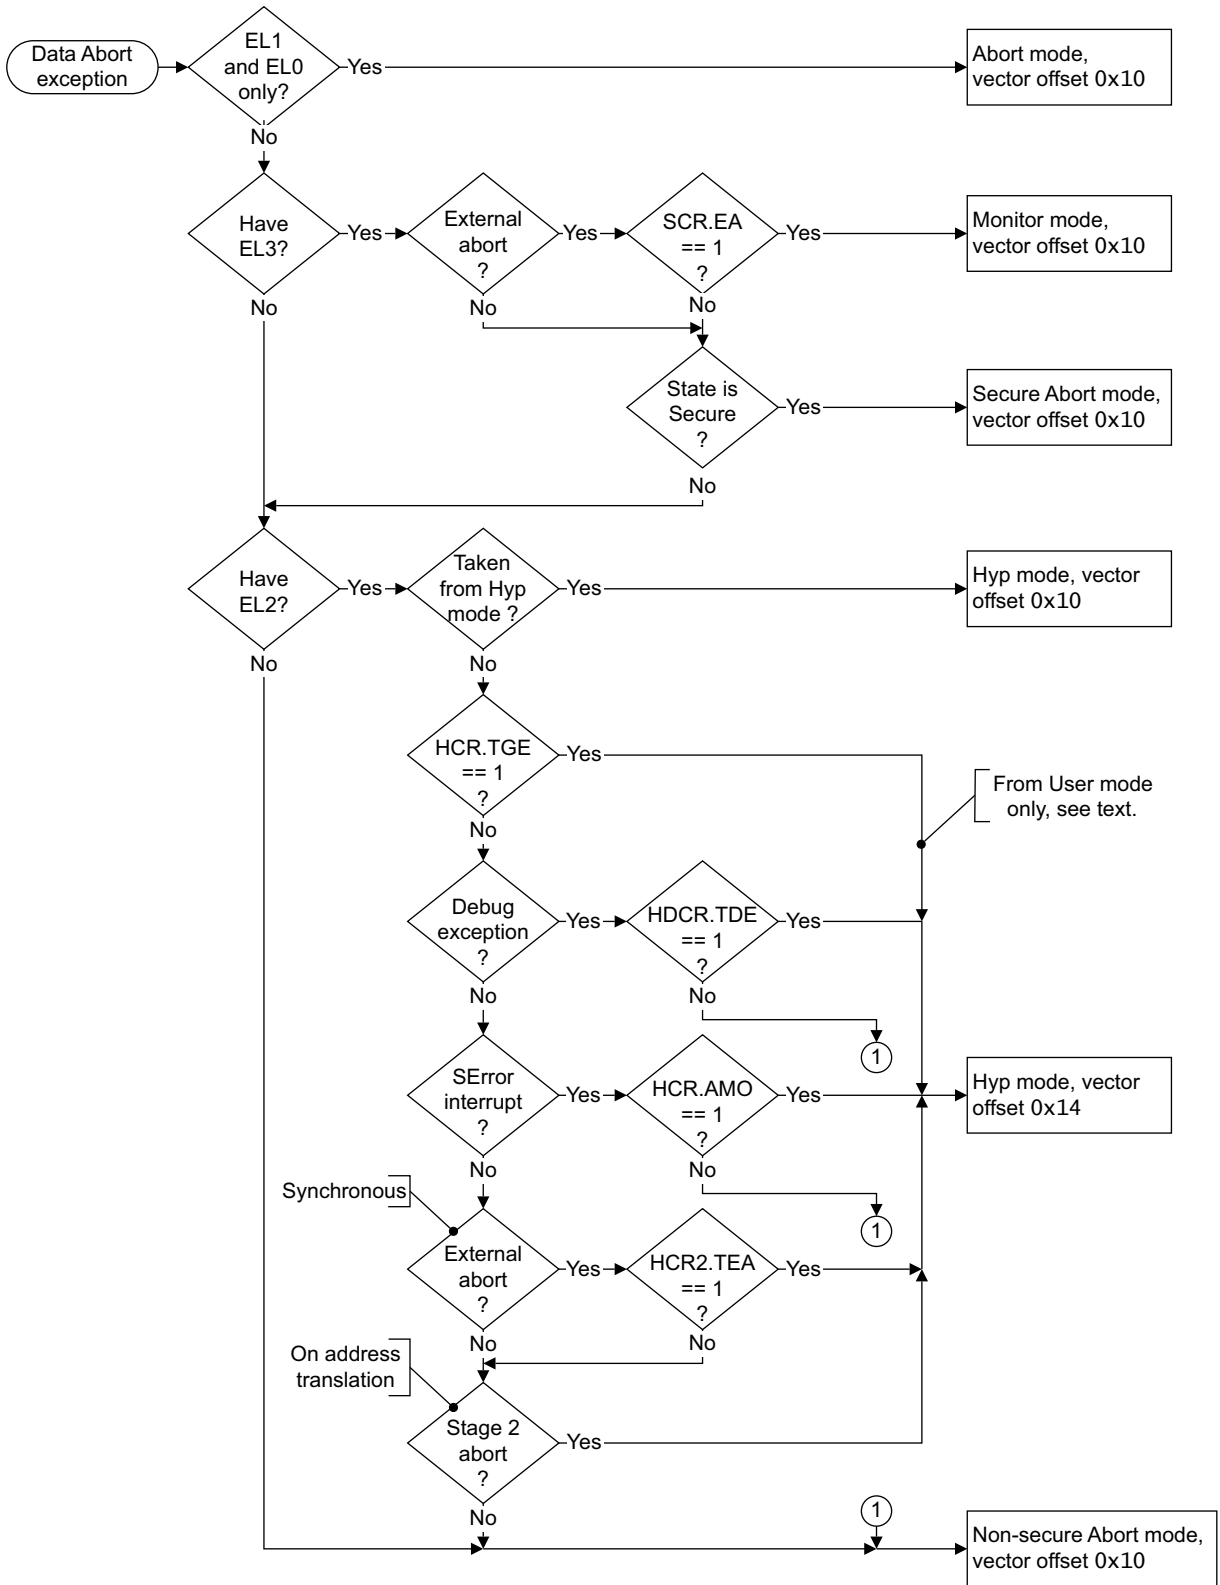 Data Abort
exception
EL1
and EL0
only?
Yes
Abort mode,
vector offset 0x10
No
Have
EL3?
Yes
External
abort
?
Yes
SCR.EA
== 1
?
Yes
Monitor mode,
vector offset 0x10
No
No
No
State is
Secure
?
Yes
Secure Abort mode,
vector offset 0x10
No
Have
EL2?
Yes
Taken
from Hyp
mode ?
Yes
Hyp mode, vector
offset 0x10
No
No
HCR.TGE
== 1
?
Yes
From User mode
only, see text.
No
Debug
exception
?
Yes
HDCR.TDE
== 1
?
Yes
No
No
1
SError
interrupt
?
Yes
HCR.AMO
== 1
?
Yes
Hyp mode, vector
offset 0x14
No
No
1
Synchronous
External
abort
?
Yes
HCR2.TEA
== 1
?
Yes
No
No
On address
translation
Stage 2
abort
?
Yes
No
1
Non-secure Abort mode,
vector offset 0x10